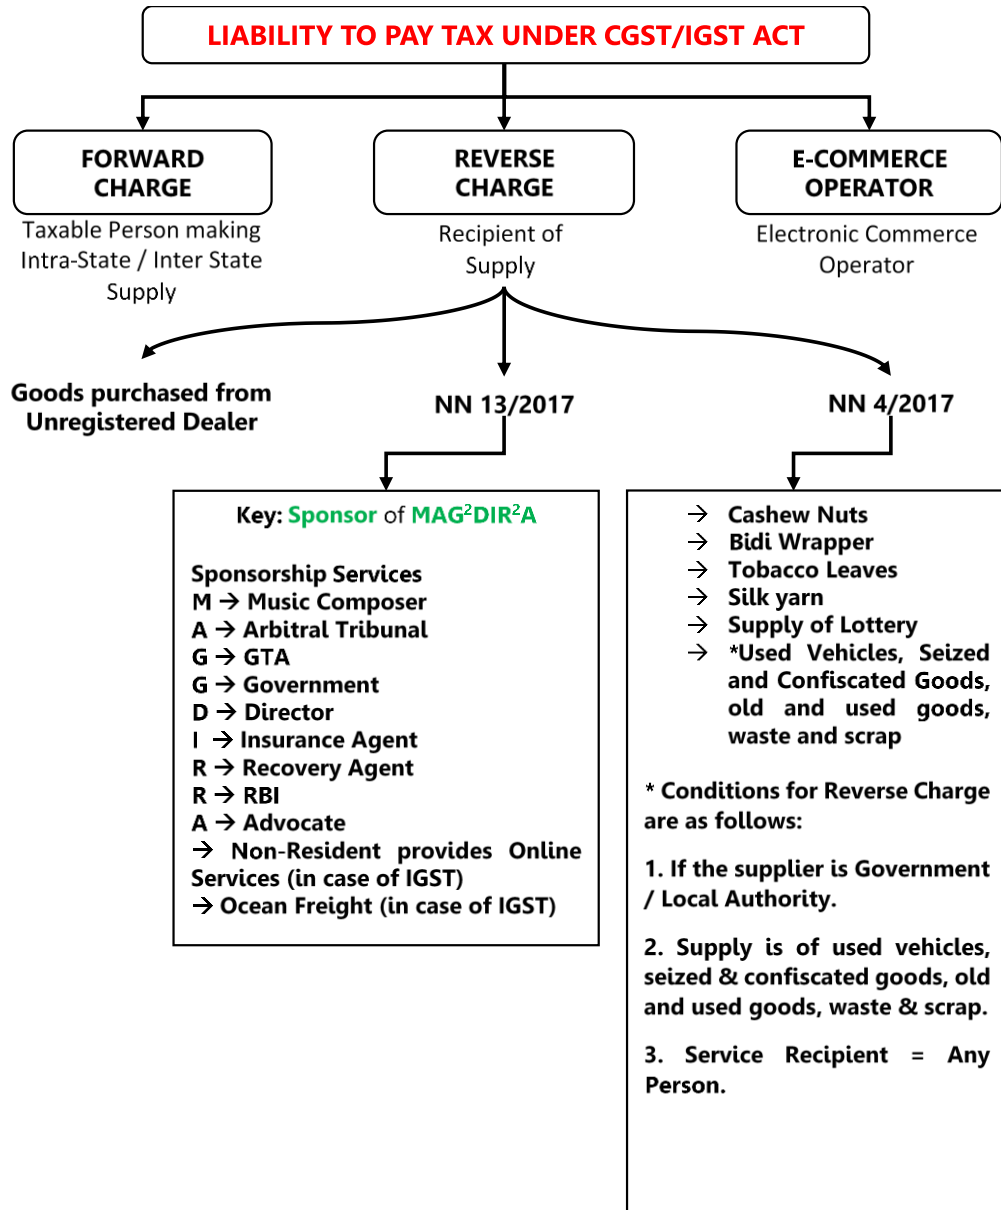 LIABILITY TO PAY TAX UNDER CGST/IGST ACT
FORWARD
CHARGE
Taxable Person making
Intra-State / Inter State
Supply
REVERSE
CHARGE
Recipient of
Supply
E-COMMERCE
OPERATOR
Electronic Commerce
Operator
Goods purchased from
Unregistered Dealer
NN 13/2017
NN 4/2017
Key: Sponsor of MAG²DIR²A
Sponsorship Services
M → Music Composer
A → Arbitral Tribunal
G → GTA
G → Government
D → Director
I → Insurance Agent
R → Recovery Agent
R → RBI
A → Advocate
→ Non-Resident provides Online
Services (in case of IGST)
→ Ocean Freight (in case of IGST)
→ Cashew Nuts
→ Bidi Wrapper
→ Tobacco Leaves
→ Silk yarn
→ Supply of Lottery
→ *Used Vehicles, Seized
and Confiscated Goods,
old and used goods,
waste and scrap
* Conditions for Reverse Charge
are as follows:
1. If the supplier is Government
/ Local Authority.
2. Supply is of used vehicles,
seized & confiscated goods, old
and used goods, waste & scrap.
3. Service Recipient = Any
Person.